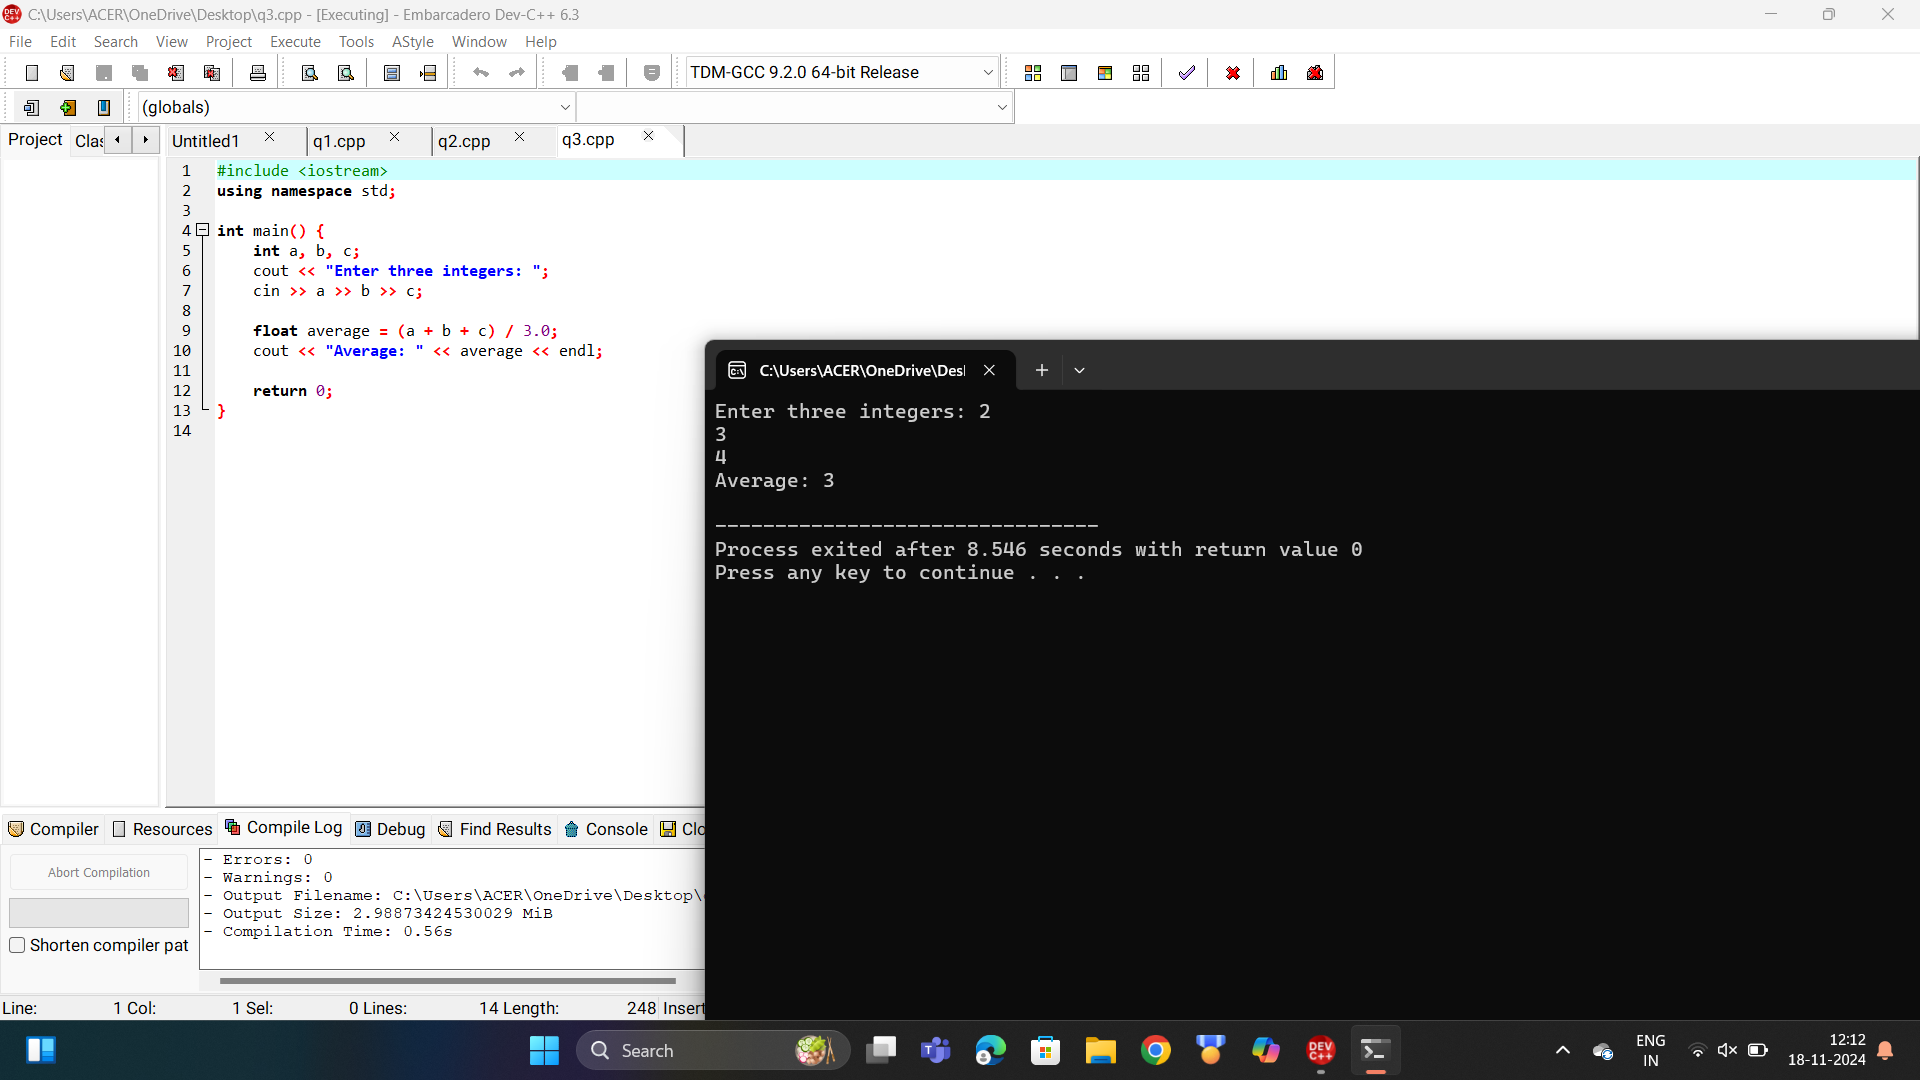 C:\Users\ACER\OneDrive\Desktop\q3.cpp - [Executing] - Embarcadero Dev-C++ 6.3
File Edit Search View Project Execute Tools AStyle Window Help
TDM-GCC 9.2.0 64-bit Release
(globals)
Project Clas Untitled1 q1.cpp q2.cpp q3.cpp
1 #include <iostream>
2 using namespace std;
3
4 int main() {
5 int a, b, c;
6 cout << "Enter three integers: ";
7 cin >> a >> b >> c;
8
9 float average = (a + b + c) / 3.0;
10 cout << "Average: " << average << endl;
11
12 return 0;
13 }
14
C:\Users\ACER\OneDrive\Des
Enter three integers: 2
3
4
Average: 3
--------------------------------
Process exited after 8.546 seconds with return value 0
Press any key to continue . . .
Compiler Resources Compile Log Debug Find Results Console Clo
Abort Compilation
Shorten compiler pat
- Errors: 0
- Warnings: 0
- Output Filename: C:\Users\ACER\OneDrive\Desktop\
- Output Size: 2.98873424530029 MiB
- Compilation Time: 0.56s
Line: 1 Col: 1 Sel: 0 Lines: 14 Length: 248 Insert
Search
DEV C++
ENG
IN
12:12
18-11-2024